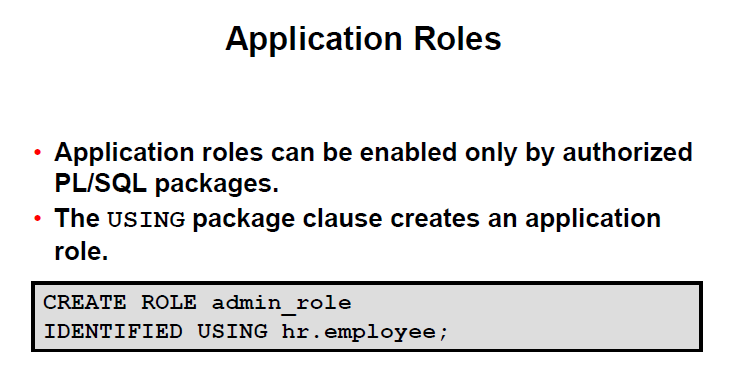 Application Roles
• Application roles can be enabled only by authorized
PL/SQL packages.
• The USING package clause creates an application
role.
CREATE ROLE admin_role
IDENTIFIED USING hr.employee;